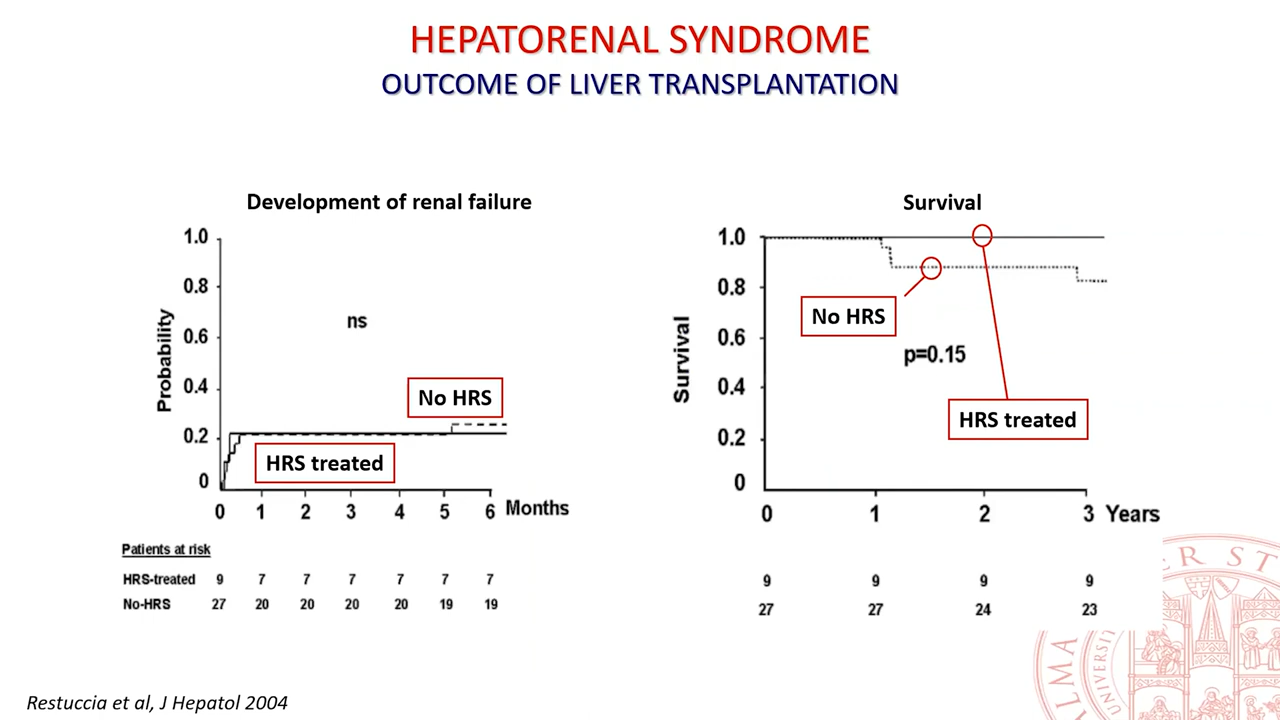 HEPATORENAL SYNDROME
OUTCOME OF LIVER TRANSPLANTATION
Development of renal failure
Probability
1.0
0.8
0.6
0.4
0.2
0
ns
No HRS
HRS treated
0 1 2 3 4 5 6 Months
Patients at risk
HRS-treated 9 7 7 7 7 7 7
No-HRS 27 20 20 20 20 19 19
Survival
Survival
1.0
0.8
0.6
0.4
0.2
0
No HRS
p=0.15
HRS treated
0 1 2 3 Years
9 9 9 9
27 27 24 23
Restuccia et al, J Hepatol 2004
ALMA
UNIVERSI